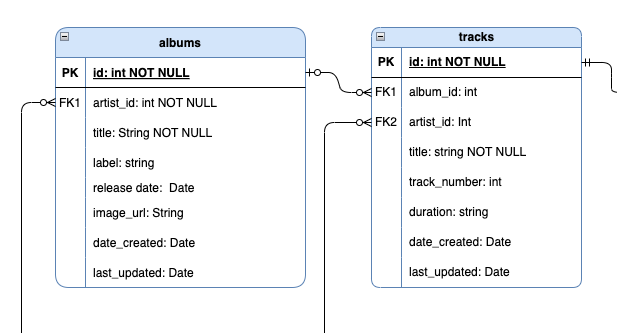 albums
PK id: int NOT NULL
FK1 artist_id: int NOT NULL
title: String NOT NULL
label: string
release date:  Date
image_url: String
date_created: Date
last_updated: Date
tracks
PK id: int NOT NULL
FK1 album_id: int
FK2 artist_id: Int
title: string NOT NULL
track_number: int
duration: string
date_created: Date
last_updated: Date